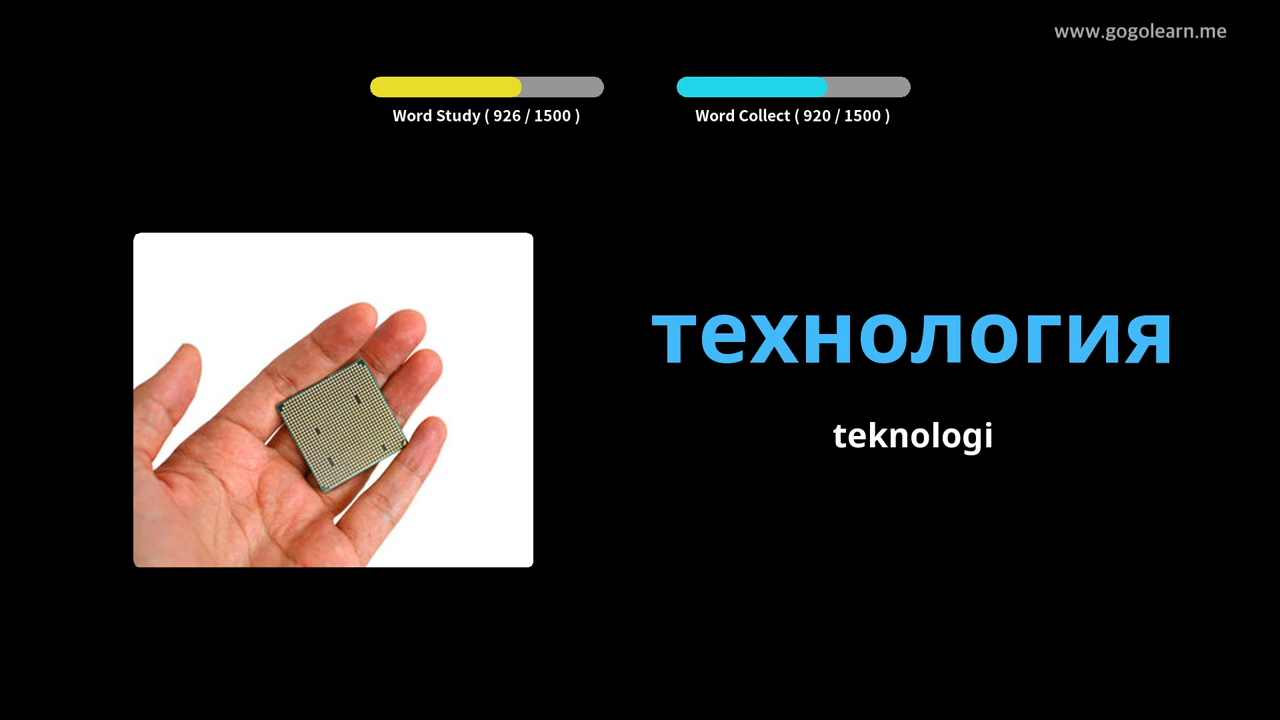 www.gogolearn.me
Word Study ( 926 / 1500 )
Word Collect ( 920 / 1500 )
технология
teknologi